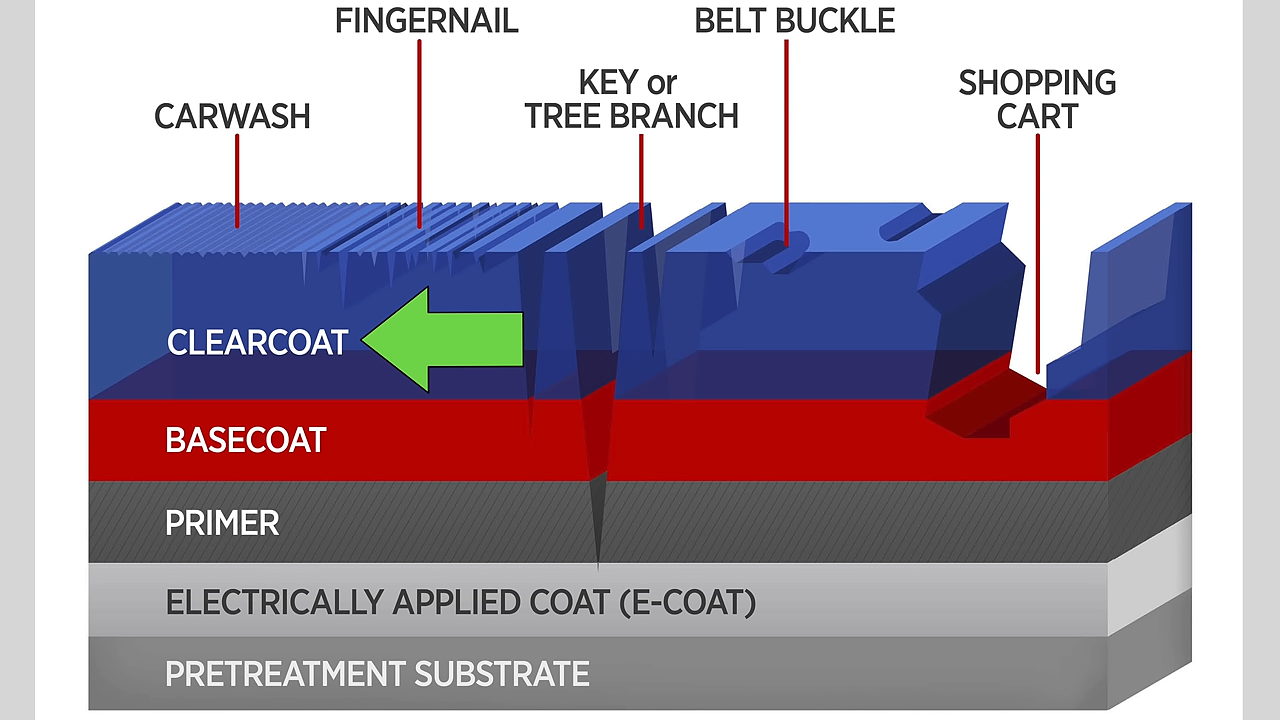 FINGERNAIL
BELT BUCKLE
KEY or
TREE BRANCH
SHOPPING
CART
CARWASH
CLEARCOAT
BASECOAT
PRIMER
ELECTRICALLY APPLIED COAT (E-COAT)
PRETREATMENT SUBSTRATE